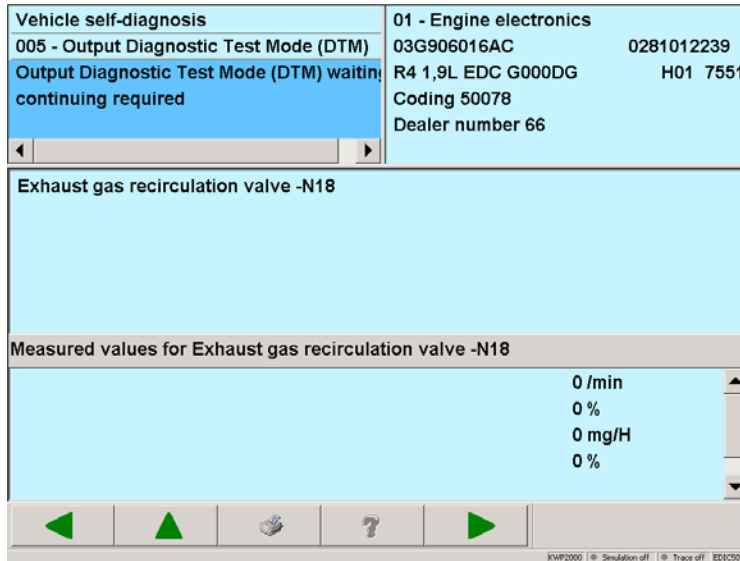 Vehicle self-diagnosis
005 - Output Diagnostic Test Mode (DTM)
Output Diagnostic Test Mode (DTM) waiting
continuing required
01 - Engine electronics
03G906016AC 0281012239
R4 1,9L EDC G000DG H01 7551
Coding 50078
Dealer number 66
Exhaust gas recirculation valve -N18
Measured values for Exhaust gas recirculation valve -N18
0 /min
0 %
0 mg/H
0 %
?
KWP2000 Simulation off Trace off EDIC50